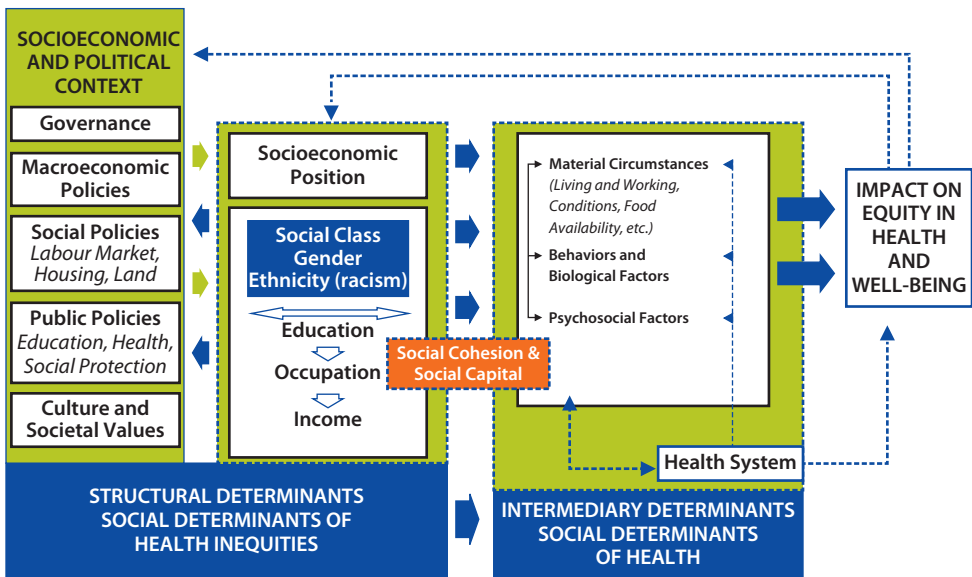 SOCIOECONOMIC
AND POLITICAL
CONTEXT
Governance
Macroeconomic
Policies
Social Policies
Labour Market,
Housing, Land
Public Policies
Education, Health,
Social Protection
Culture and
Societal Values
Socioeconomic
Position
Social Class
Gender
Ethnicity (racism)
Education
Occupation
Income
Social Cohesion &
Social Capital
Material Circumstances
(Living and Working,
Conditions, Food
Availability, etc.)
Behaviors and
Biological Factors
Psychosocial Factors
Health System
IMPACT ON
EQUITY IN
HEALTH
AND
WELL-BEING
STRUCTURAL DETERMINANTS
SOCIAL DETERMINANTS OF
HEALTH INEQUITIES
INTERMEDIARY DETERMINANTS
SOCIAL DETERMINANTS
OF HEALTH